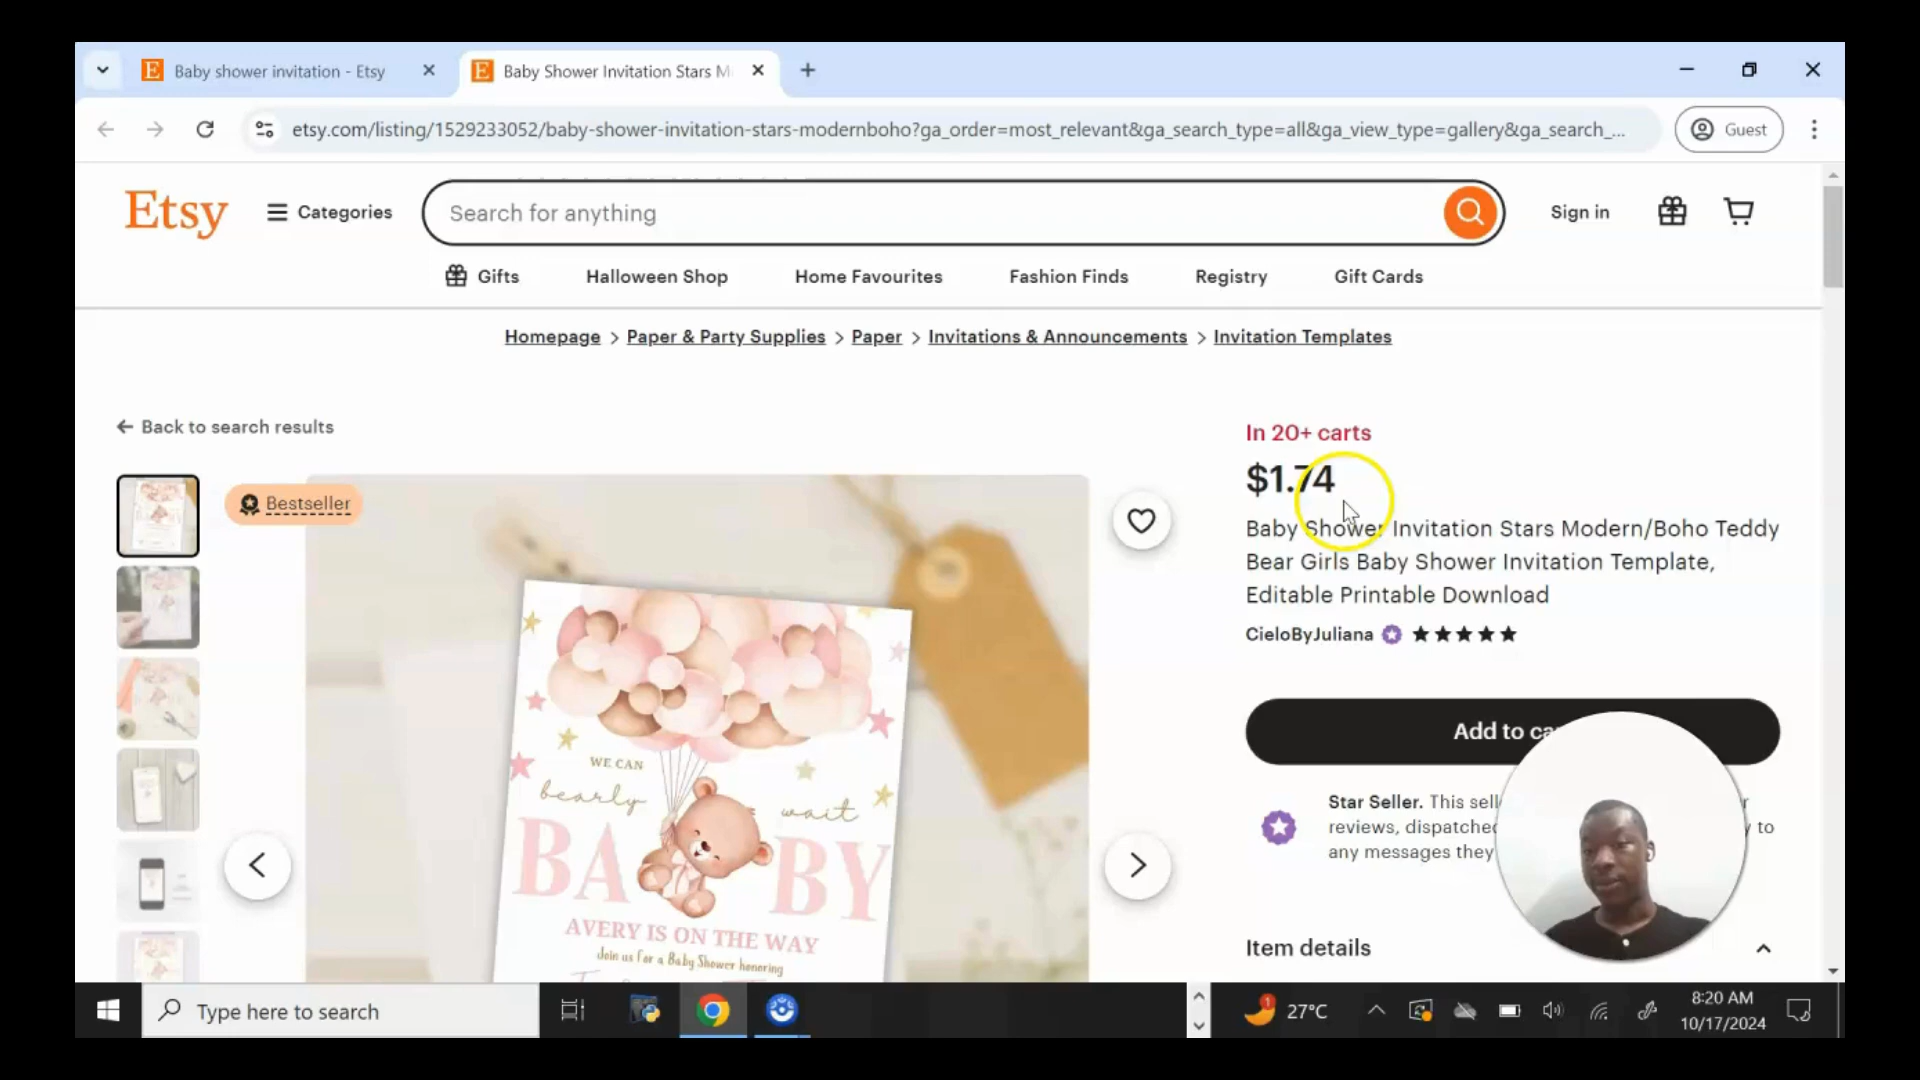 Baby shower invitation - Etsy
Baby Shower Invitation Stars M
etsy.com/listing/1529233052/baby-shower-invitation-stars-modernboho?ga_order=most_relevant&ga_search_type=all&ga_view_type=gallery&ga_search_...
Guest
Etsy
Categories
Search for anything
Sign in
Gifts
Halloween Shop
Home Favourites
Fashion Finds
Registry
Gift Cards
Homepage > Paper & Party Supplies > Paper > Invitations & Announcements > Invitation Templates
Back to search results
Bestseller
In 20+ carts
$1.74
Baby Shower Invitation Stars Modern/Boho Teddy
Bear Girls Baby Shower Invitation Template,
Editable Printable Download
CieloByJuliana
Add to ca
Star Seller. This sell
reviews, dispatched
to
any messages they
Item details
WE CAN
bearly wait
BABY
AVERY IS ON THE WAY
Join us For a Baby Shower honoring
Type here to search
27°C
8:20 AM
10/17/2024